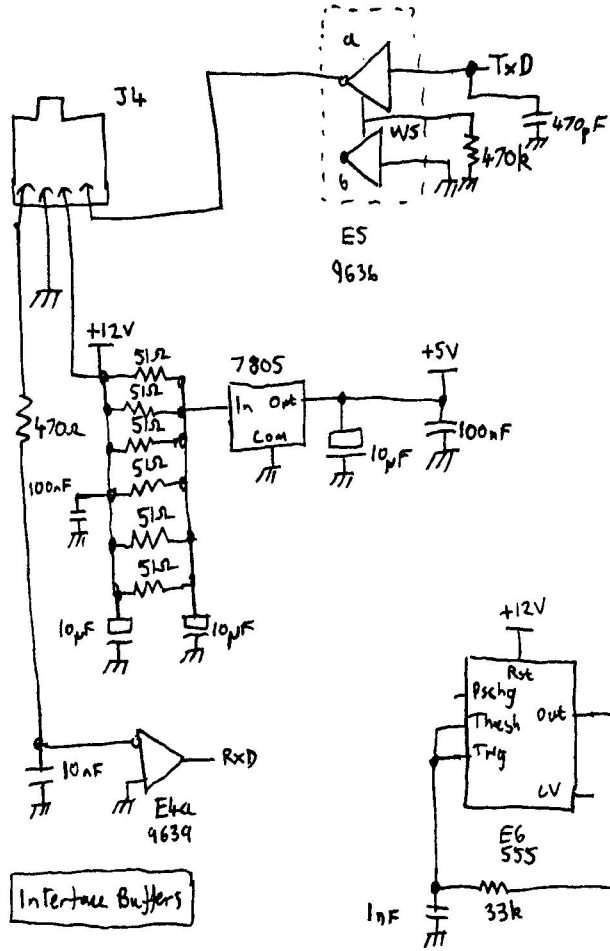 J4
a
TxD
470pF
W5
470k
b
E5
9636
+12V
51Ω
7805
+5V
51Ω
In
Opt
51Ω
Com
100nF
10µF
470Ω
51Ω
100nF
51Ω
51Ω
10µF
10µF
+12V
Rst
Pschg
Out
Thresh
Trig
CV
RxD
10nF
E4a
9639
E6
555
Interface Buffers
1nF
33k